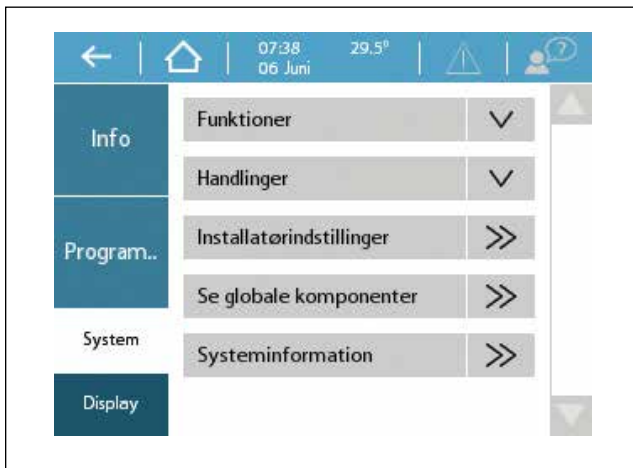 07:38 29.5°
06 Juni
?
Info
Program..
System
Display
Funktioner
Handlinger
Installatørindstillinger
Se globale komponenter
Systeminformation